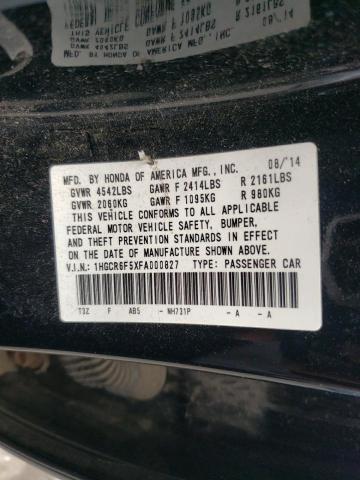 MFD. BY HONDA OF AMERICA MFG., INC. 08/'14
GVWR 4542LBS GAWR F 2414LBS R 2161LBS
GVWR 2060KG GAWR F 1095KG R 980KG
THIS VEHICLE CONFORMS TO ALL APPLICABLE
FEDERAL MOTOR VEHICLE SAFETY, BUMPER,
AND THEFT PREVENTION STANDARDS IN EFFECT
ON THE DATE OF MANUFACTURE SHOWN ABOVE.
V.I.N.: 1HGCR6F5XFA000827 TYPE: PASSENGER CAR
T3Z F AB5 - NH731P - A - A